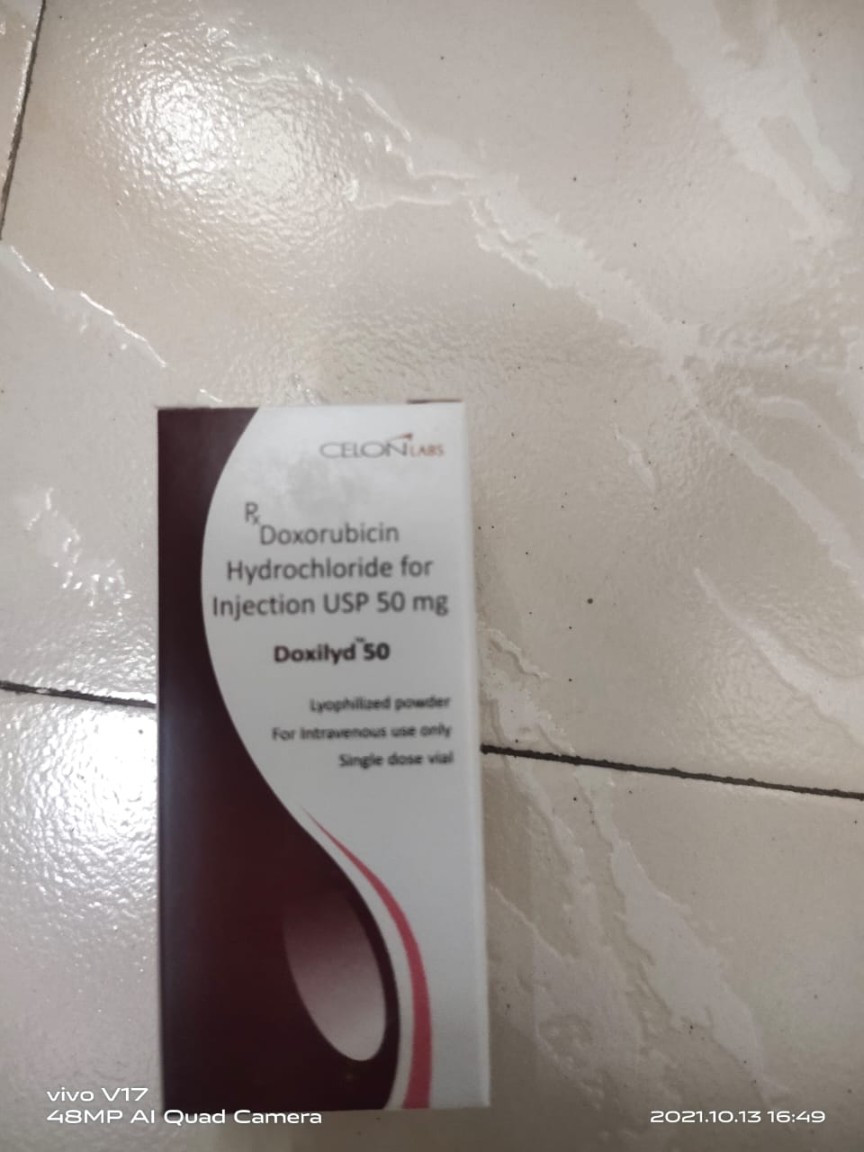 CELON LABS
Rx
Doxorubicin
Hydrochloride for
Injection USP 50 mg
Doxilyd™ 50
Lyophilized powder
For Intravenous use only
Single dose vial
vivo V17
48MP AI Quad Camera
2021.10.13 16:49